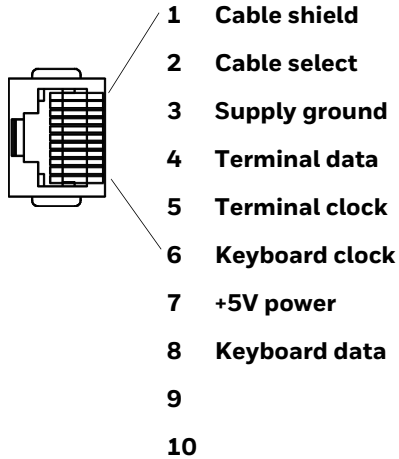 1 Cable shield
2 Cable select
3 Supply ground
4 Terminal data
5 Terminal clock
6 Keyboard clock
7 +5V power
8 Keyboard data
9
10